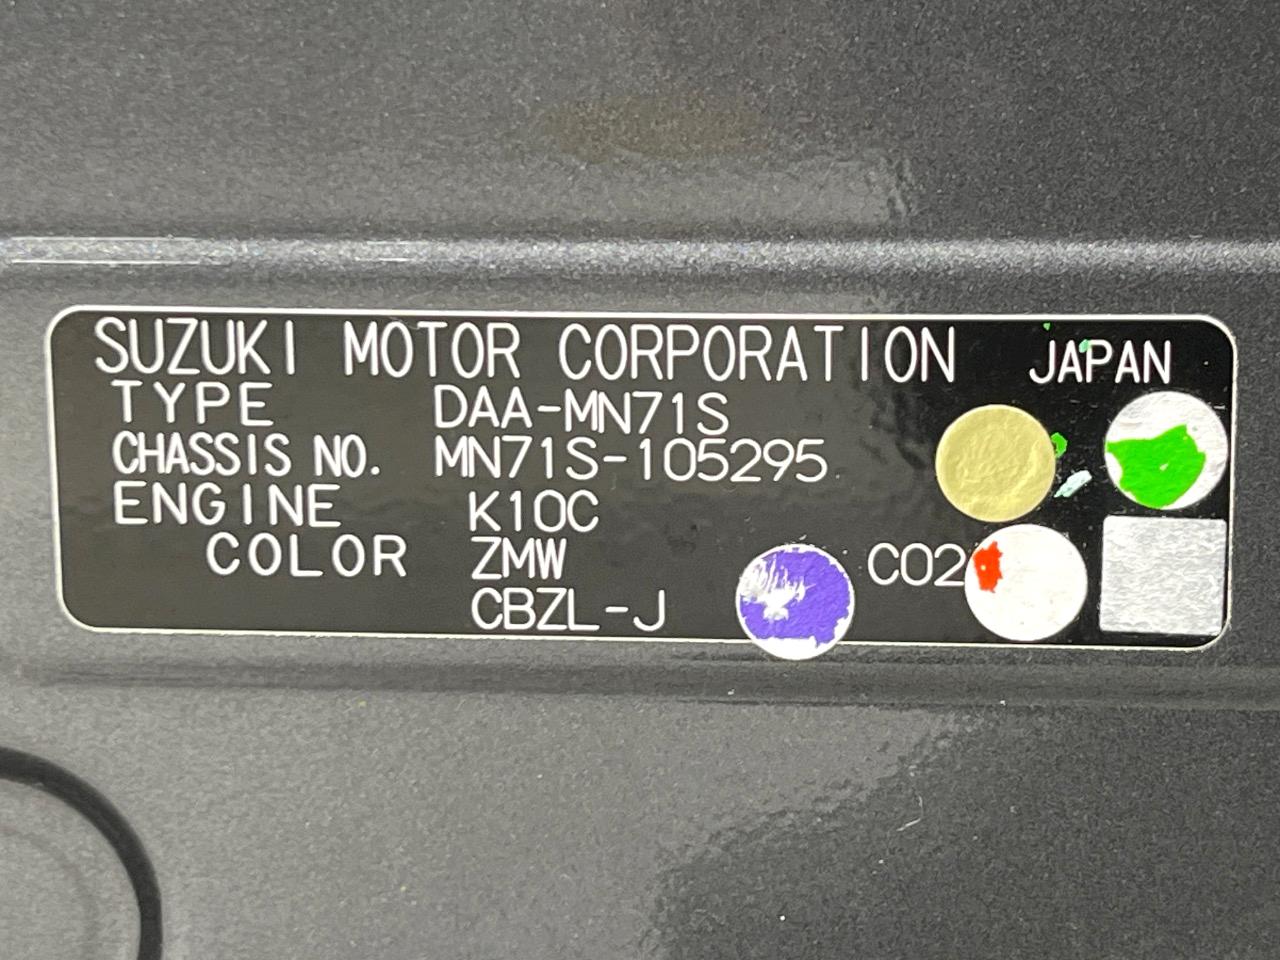 SUZUKI MOTOR CORPORATION JAPAN
TYPE DAA-MN71S
CHASSIS NO. MN71S-105295
ENGINE K10C
COLOR ZMW CO2
CBZL-J